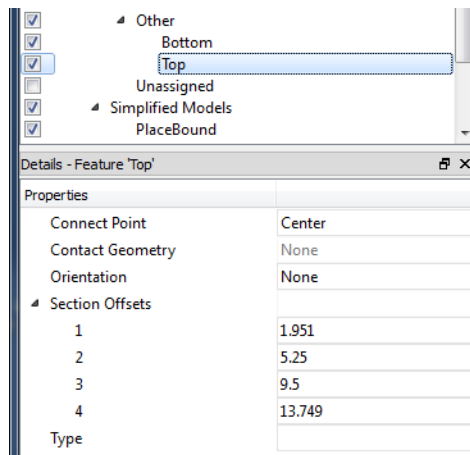 Other
Bottom
Top
Unassigned
Simplified Models
PlaceBound
Details - Feature 'Top'
Properties
Connect Point Center
Contact Geometry None
Orientation None
Section Offsets
1 1.951
2 5.25
3 9.5
4 13.749
Type